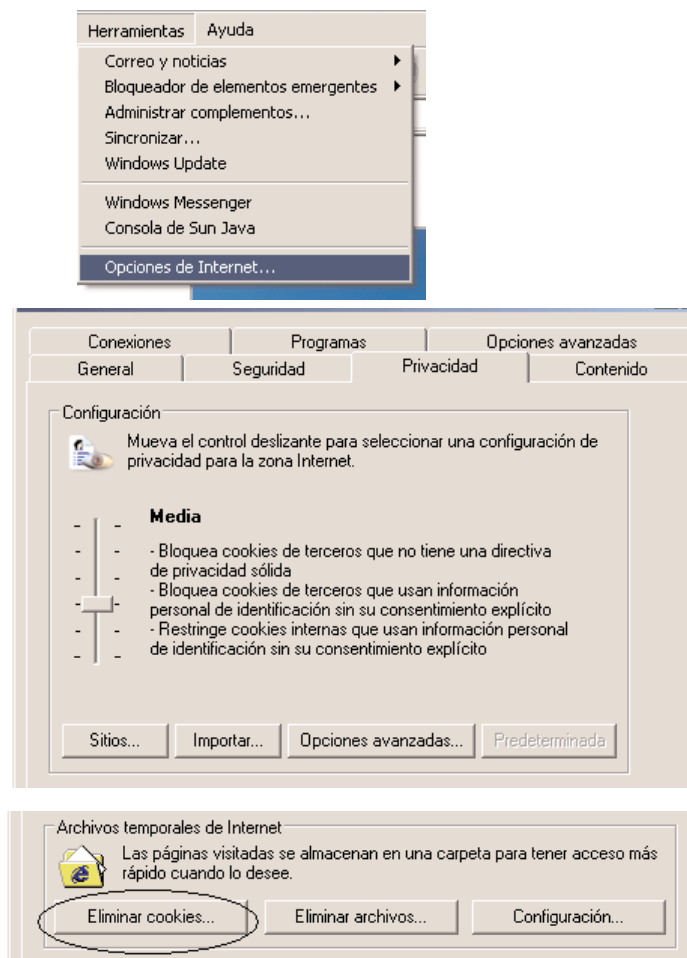 Herramientas Ayuda
Correo y noticias
Bloqueador de elementos emergentes
Administrar complementos...
Sincronizar...
Windows Update
Windows Messenger
Consola de Sun Java
Opciones de Internet...
Conexiones Programas Opciones avanzadas
General Seguridad Privacidad Contenido
Configuración
Mueva el control deslizante para seleccionar una configuración de
privacidad para la zona Internet.
Media
- Bloquea cookies de terceros que no tiene una directiva
de privacidad sólida
- Bloquea cookies de terceros que usan información
personal de identificación sin su consentimiento explícito
- Restringe cookies internas que usan información personal
de identificación sin su consentimiento explícito
Sitios... Importar... Opciones avanzadas... Predeterminada
Archivos temporales de Internet
Las páginas visitadas se almacenan en una carpeta para tener acceso más
rápido cuando lo desee.
Eliminar cookies... Eliminar archivos... Configuración...